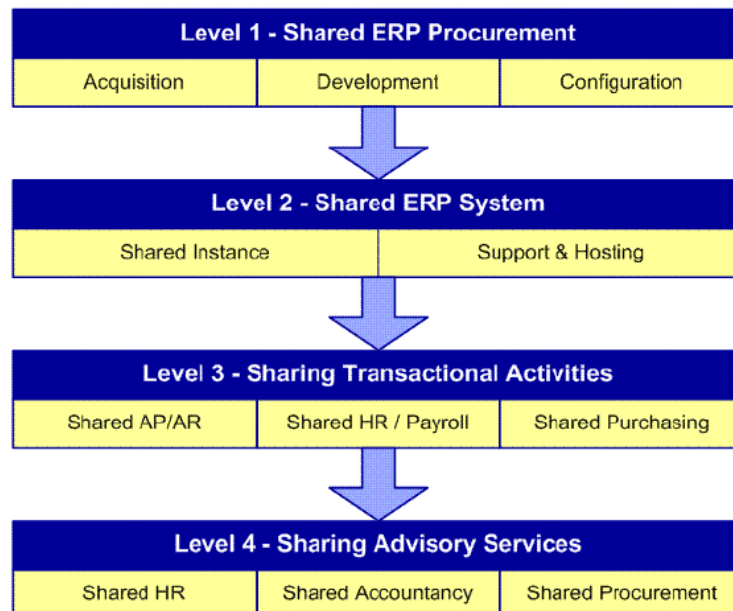 Level 1 - Shared ERP Procurement
Acquisition
Development
Configuration
Level 2 - Shared ERP System
Shared Instance
Support & Hosting
Level 3 - Sharing Transactional Activities
Shared AP/AR
Shared HR / Payroll
Shared Purchasing
Level 4 - Sharing Advisory Services
Shared HR
Shared Accountancy
Shared Procurement